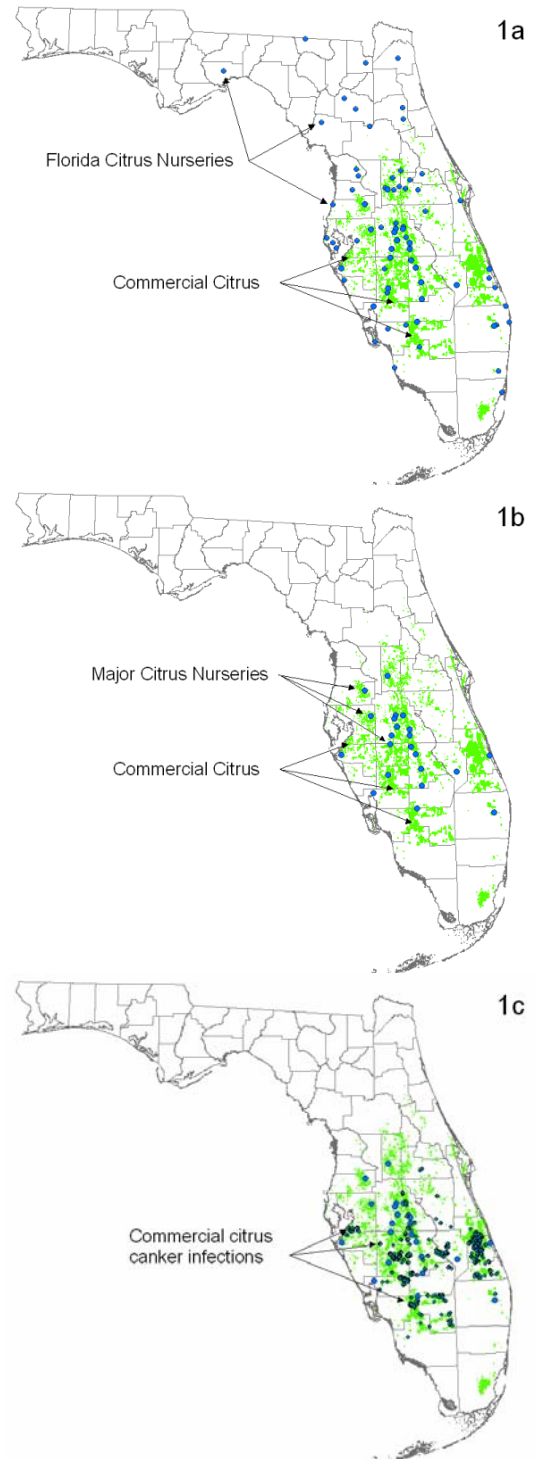 1a
Florida Citrus Nurseries
Commercial Citrus
1b
Major Citrus Nurseries
Commercial Citrus
1c
Commercial citrus
canker infections